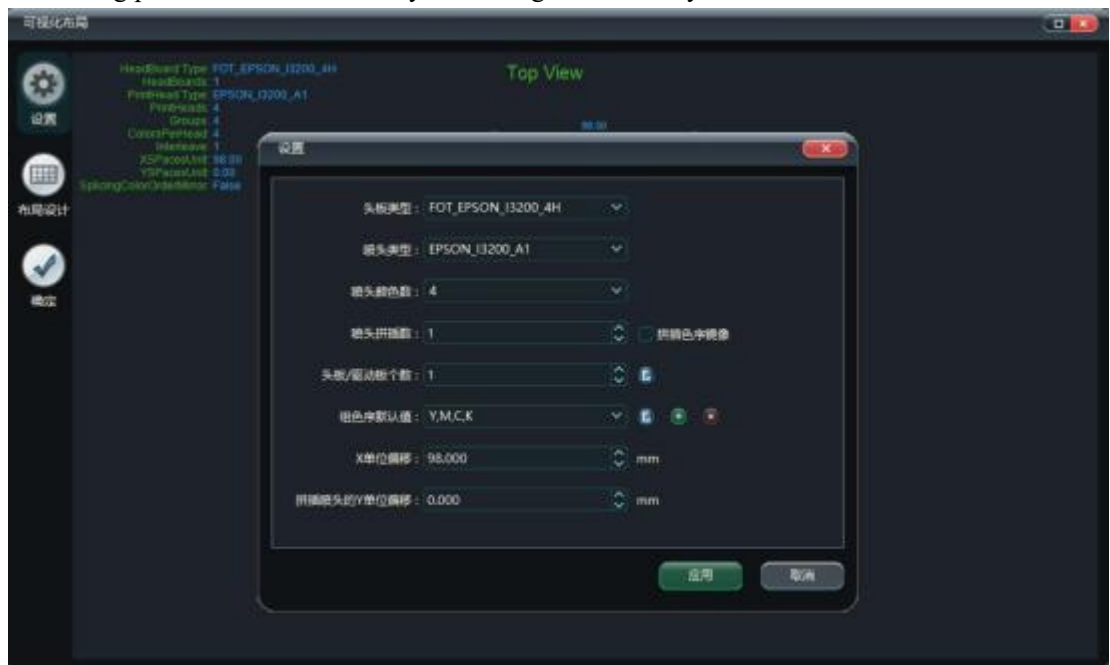 可视化布局
设置
布局设计
确定
HeadBoard Type: FOT_EPSON_I3200_4H
HeadBoards: 1
PrintHead Type: EPSON_I3200_A1
PrintHeads: 4
Groups: 4
ColorsPerHead: 4
Interleave: 1
XSPacesUnit: 98.00
YSPacesUnit: 0.00
SplicingColorOrderMirror: False
Top View
98.00
设置
头板类型： FOT_EPSON_I3200_4H
喷头类型： EPSON_I3200_A1
喷头颜色数： 4
喷头拼插数： 1 拼插色序镜像
头板/驱动板个数： 1
组色序默认值： Y,M,C,K
X单位偏移： 98.000 mm
拼插喷头的Y单位偏移： 0.000 mm
应用 取消